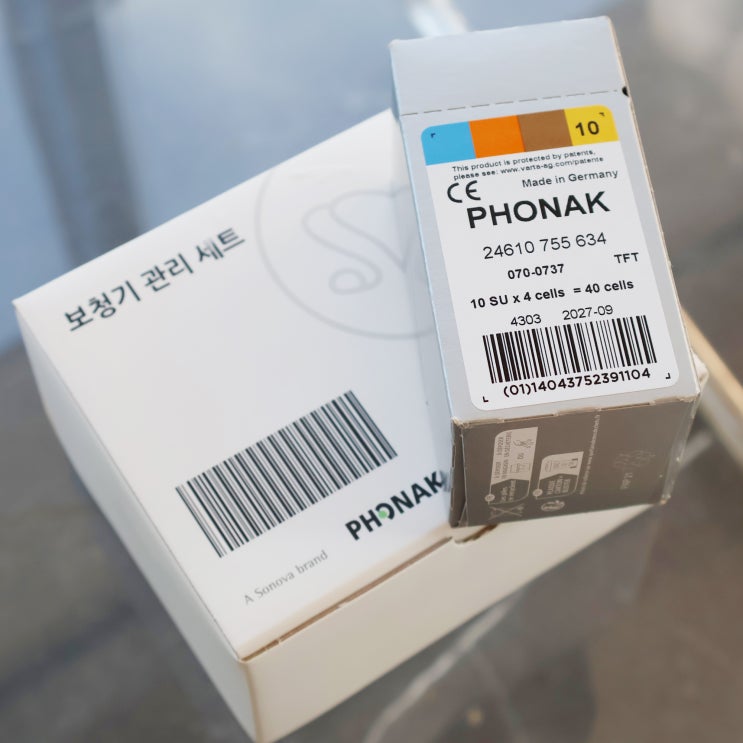 10
This product is protected by patents,
please see: www.varta-ag.com/patents
CE
Made in Germany
PHONAK
24610 755 634
070-0737
TFT
10 SU x 4 cells = 40 cells
4303 2027-09
(01)14043752391104
보청기 관리 세트
PHONAK
A Sonova brand
PAP 21